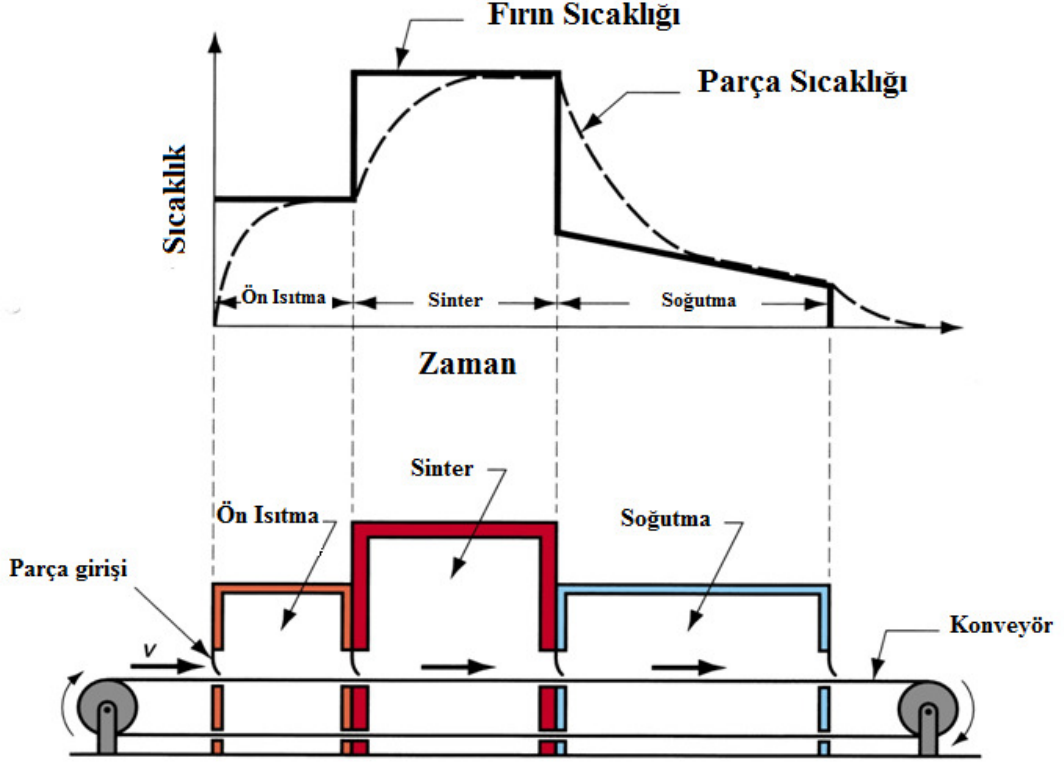 Fırın Sıcaklığı
Parça Sıcaklığı
Sıcaklık
Ön Isıtma
Sinter
Soğutma
Zaman
Sinter
Ön Isıtma
Soğutma
Parça girişi
Konveyör
v